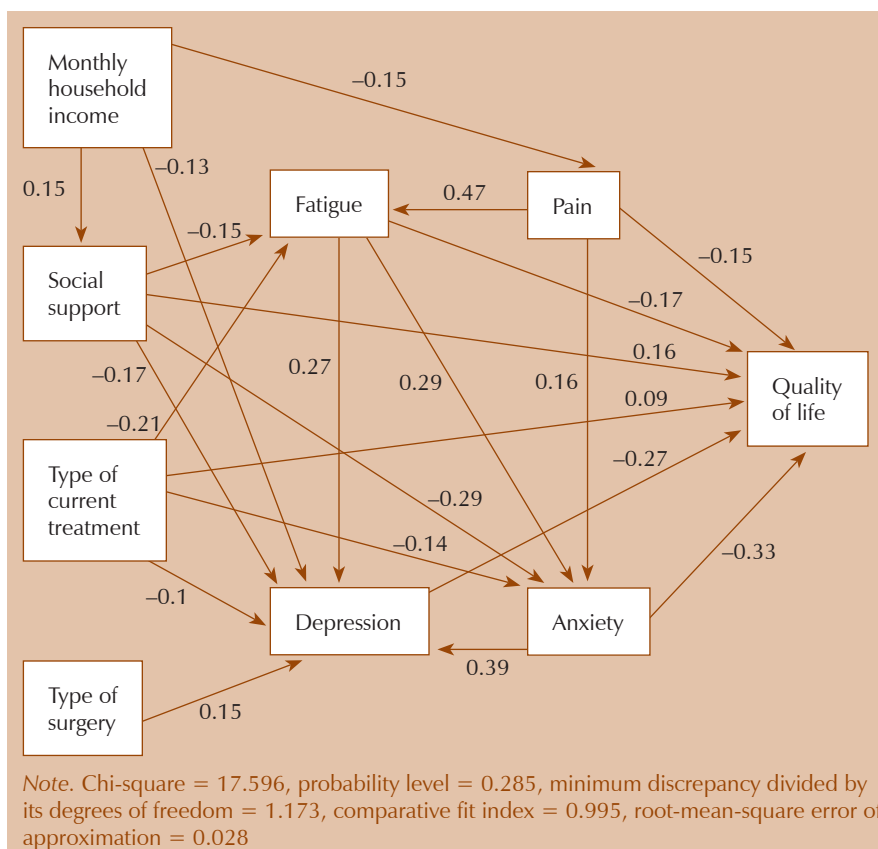 Monthly
household
income
–0.15
–0.13
0.15
Fatigue
0.47
Pain
–0.15
–0.15
Social
support
–0.17
0.16
–0.17
0.27
0.29
0.16
0.09
Quality
of life
–0.21
Type of
current
treatment
–0.27
–0.29
–0.14
–0.33
–0.1
Depression
Anxiety
0.39
Type of
surgery
0.15
Note. Chi-square = 17.596, probability level = 0.285, minimum discrepancy divided by
its degrees of freedom = 1.173, comparative fit index = 0.995, root-mean-square error of
approximation = 0.028